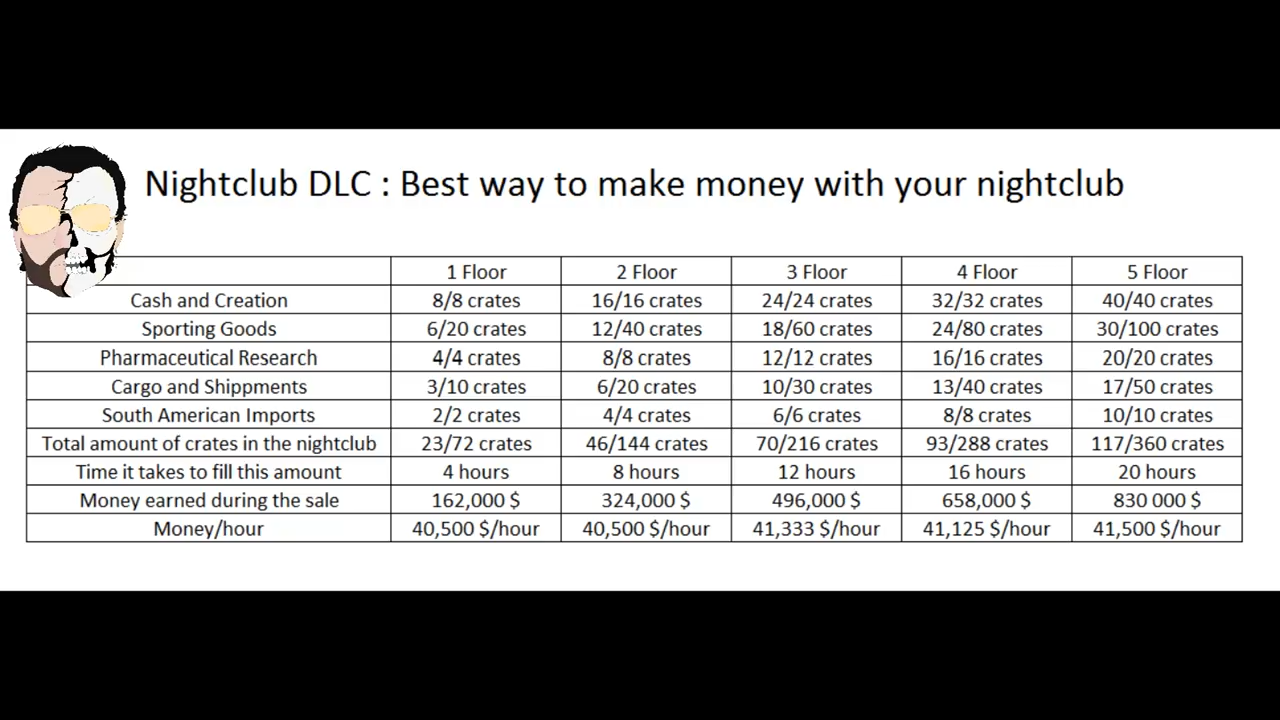 Nightclub DLC : Best way to make money with your nightclub
1 Floor 2 Floor 3 Floor 4 Floor 5 Floor
Cash and Creation 8/8 crates 16/16 crates 24/24 crates 32/32 crates 40/40 crates
Sporting Goods 6/20 crates 12/40 crates 18/60 crates 24/80 crates 30/100 crates
Pharmaceutical Research 4/4 crates 8/8 crates 12/12 crates 16/16 crates 20/20 crates
Cargo and Shippments 3/10 crates 6/20 crates 10/30 crates 13/40 crates 17/50 crates
South American Imports 2/2 crates 4/4 crates 6/6 crates 8/8 crates 10/10 crates
Total amount of crates in the nightclub 23/72 crates 46/144 crates 70/216 crates 93/288 crates 117/360 crates
Time it takes to fill this amount 4 hours 8 hours 12 hours 16 hours 20 hours
Money earned during the sale 162,000 $ 324,000 $ 496,000 $ 658,000 $ 830 000 $
Money/hour 40,500 $/hour 40,500 $/hour 41,333 $/hour 41,125 $/hour 41,500 $/hour